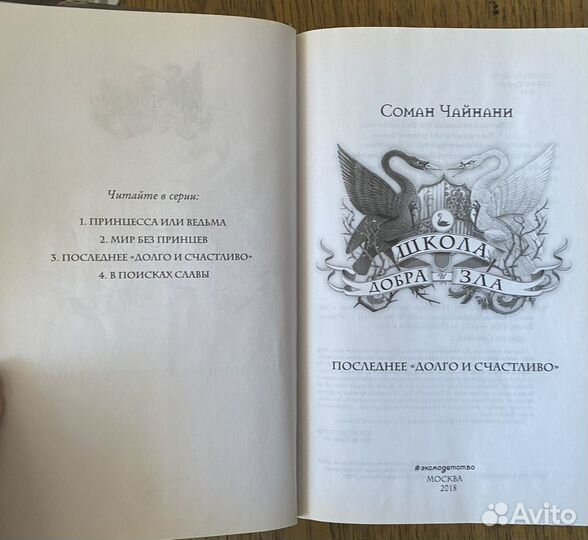 Читайте в серии:
1. ПРИНЦЕССА ИЛИ ВЕДЬМА
2. МИР БЕЗ ПРИНЦЕВ
3. ПОСЛЕДНЕЕ «ДОЛГО И СЧАСТЛИВО»
4. В ПОИСКАХ СЛАВЫ
Соман Чайнани
ШКОЛА
ДОБРА И ЗЛА
ПОСЛЕДНЕЕ «ДОЛГО И СЧАСТЛИВО»
#эксмодетство
МОСКВА
2018
Avito